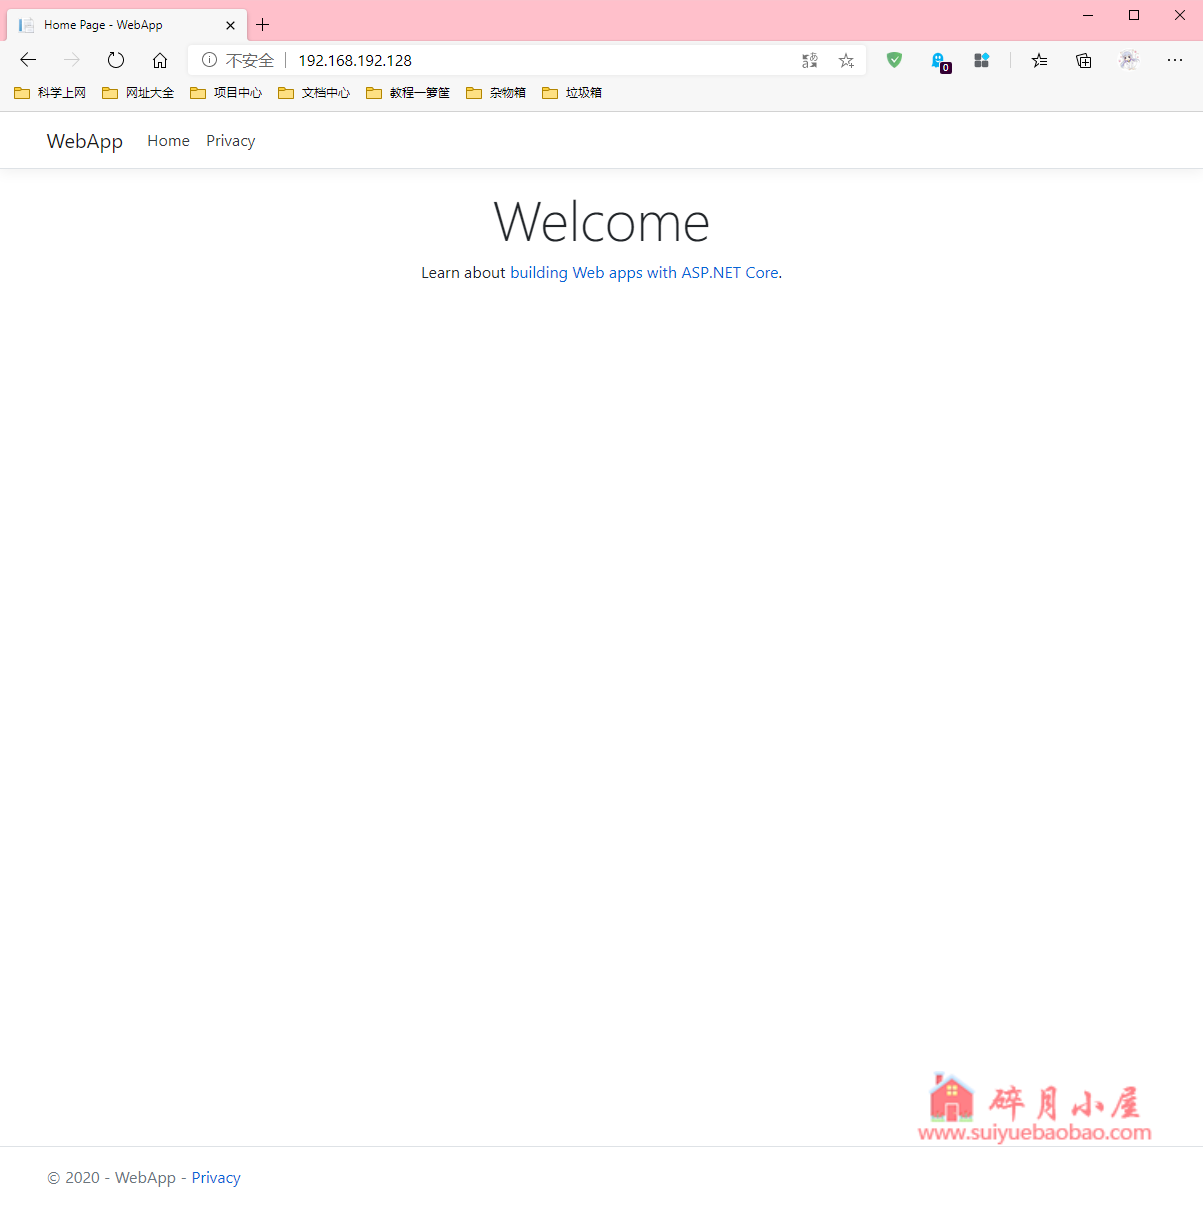 Home Page - WebApp
不安全 192.168.192.128
0
科学上网 网址大全 项目中心 文档中心 教程一箩筐 杂物箱 垃圾箱
WebApp Home Privacy
Welcome
Learn about building Web apps with ASP.NET Core.
碎月小屋
www.suiyuebaobao.com
© 2020 - WebApp - Privacy